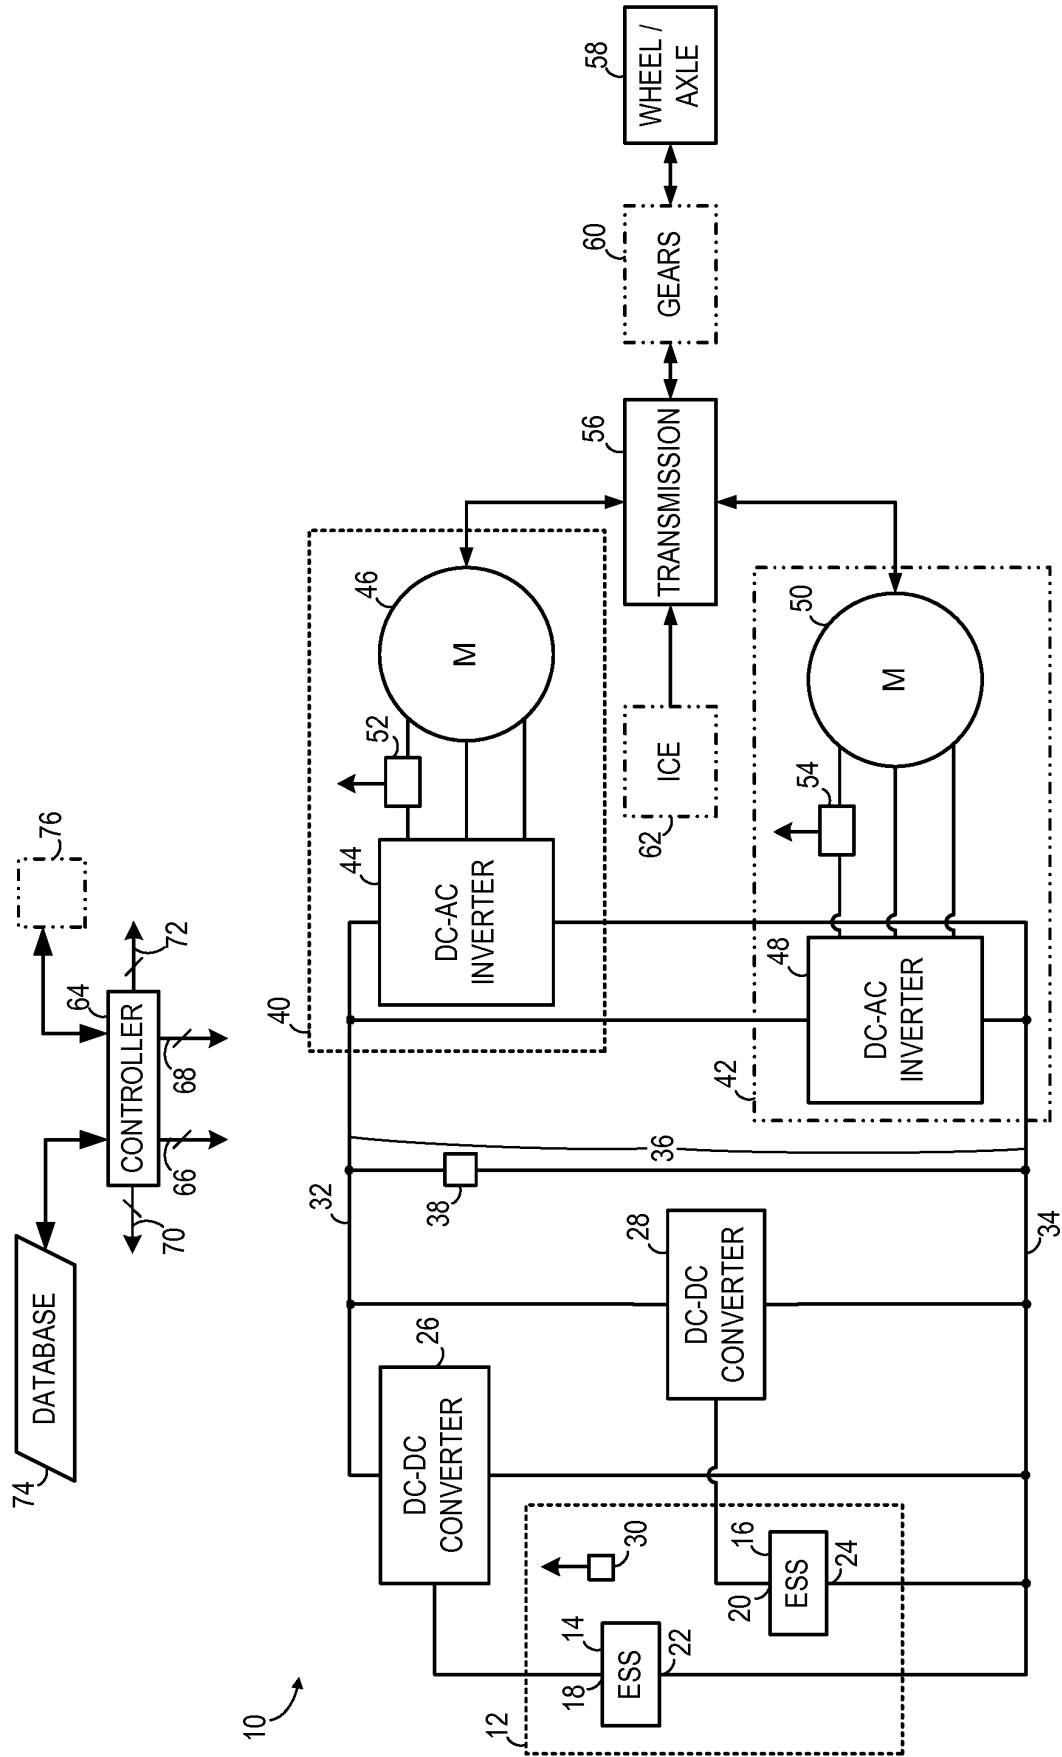 10
12
18
14
ESS
22
30
20
16
ESS
24
26
DC-DC
CONVERTER
28
DC-DC
CONVERTER
32
34
36
38
40
44
DC-AC
INVERTER
52
46
M
42
48
DC-AC
INVERTER
54
50
M
62
ICE
56
TRANSMISSION
60
GEARS
58
WHEEL /
AXLE
74
DATABASE
70
66
68
72
64
CONTROLLER
76